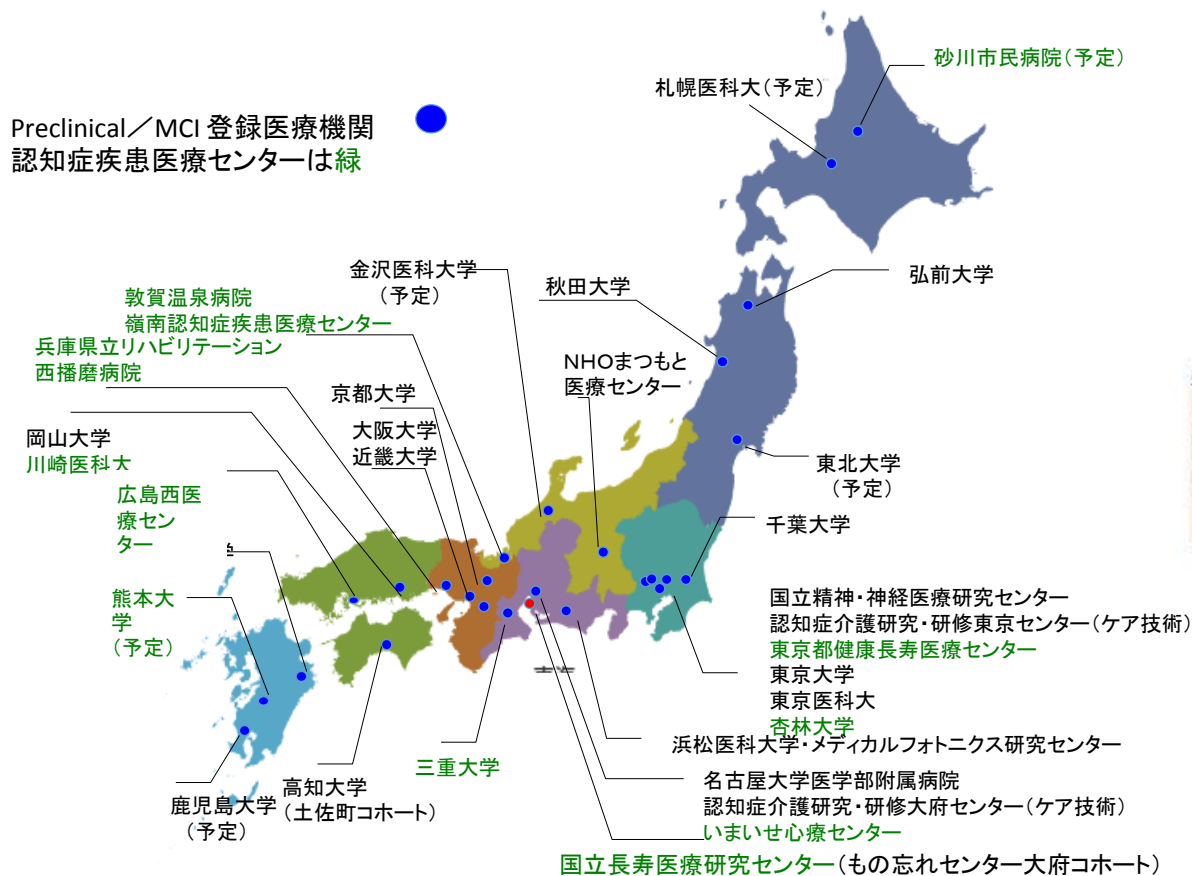 砂川市民病院(予定)
札幌医科大(予定)
Preclinical／MCI 登録医療機関
認知症疾患医療センターは緑
金沢医科大学
(予定)
弘前大学
秋田大学
敦賀温泉病院
嶺南認知症疾患医療センター
兵庫県立リハビリテーション
西播磨病院
NHOまつもと
医療センター
京都大学
大阪大学
近畿大学
岡山大学
川崎医科大
東北大学
(予定)
広島西医
療セン
ター
千葉大学
熊本大
学
(予定)
国立精神・神経医療研究センター
認知症介護研究・研修東京センター(ケア技術)
東京都健康長寿医療センター
東京大学
東京医科大
杏林大学
浜松医科大学・メディカルフォトニクス研究センター
三重大学
高知大学
(土佐町コホート)
鹿児島大学
(予定)
名古屋大学医学部附属病院
認知症介護研究・研修大府センター(ケア技術)
いまいせ心療センター
国立長寿医療研究センター(もの忘れセンター大府コホート)